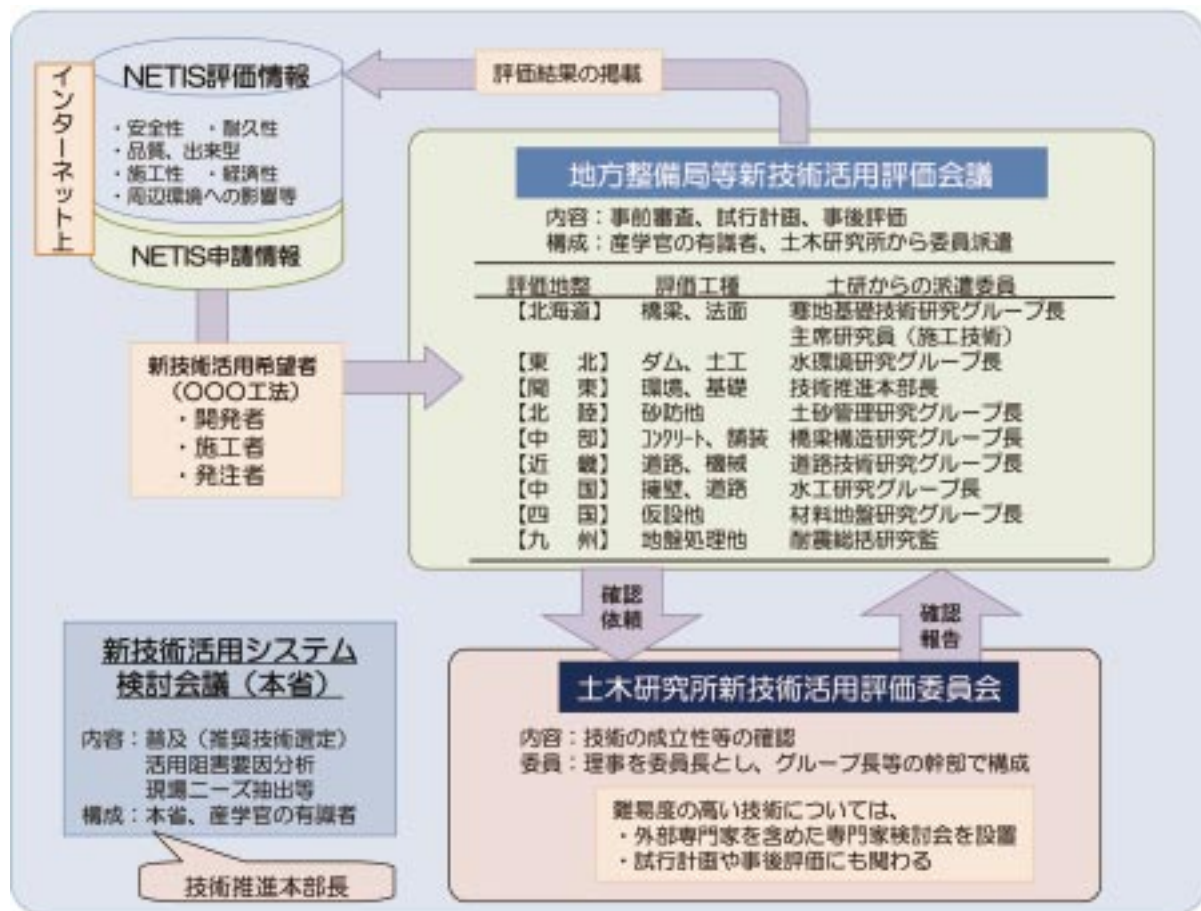 インターネット上
NETIS評価情報
・安全性 ・耐久性
・品質、出来型
・施工性 ・経済性
・周辺環境への影響等
NETIS申請情報
評価結果の掲載
新技術活用希望者
(〇〇〇工法)
・開発者
・施工者
・発注者
地方整備局等新技術活用評価会議
内容:事前審査、試行計画、事後評価
構成:産学官の有識者、土木研究所から委員派遣
評価地整 評価工種 土研からの派遣委員
【北海道】 橋梁、法面 寒地基礎技術研究グループ長
主席研究員(施工技術)
【東 北】 ダム、土工 水環境研究グループ長
【関 東】 環境、基礎 技術推進本部長
【北 陸】 砂防他 土砂管理研究グループ長
【中 部】 コンクリート、舗装 橋梁構造研究グループ長
【近 畿】 道路、機械 道路技術研究グループ長
【中 国】 擁壁、道路 水工研究グループ長
【四 国】 仮設他 材料地盤研究グループ長
【九 州】 地盤処理他 耐震総括研究監
確認
依頼
確認
報告
新技術活用システム
検討会議(本省)
内容:普及(推奨技術選定)
活用阻害要因分析
現場ニーズ抽出等
構成:本省、産学官の有識者
技術推進本部長
土木研究所新技術活用評価委員会
内容:技術の成立性等の確認
委員:理事を委員長とし、グループ長等の幹部で構成
難易度の高い技術については、
・外部専門家を含めた専門家検討会を設置
・試行計画や事後評価にも関わる